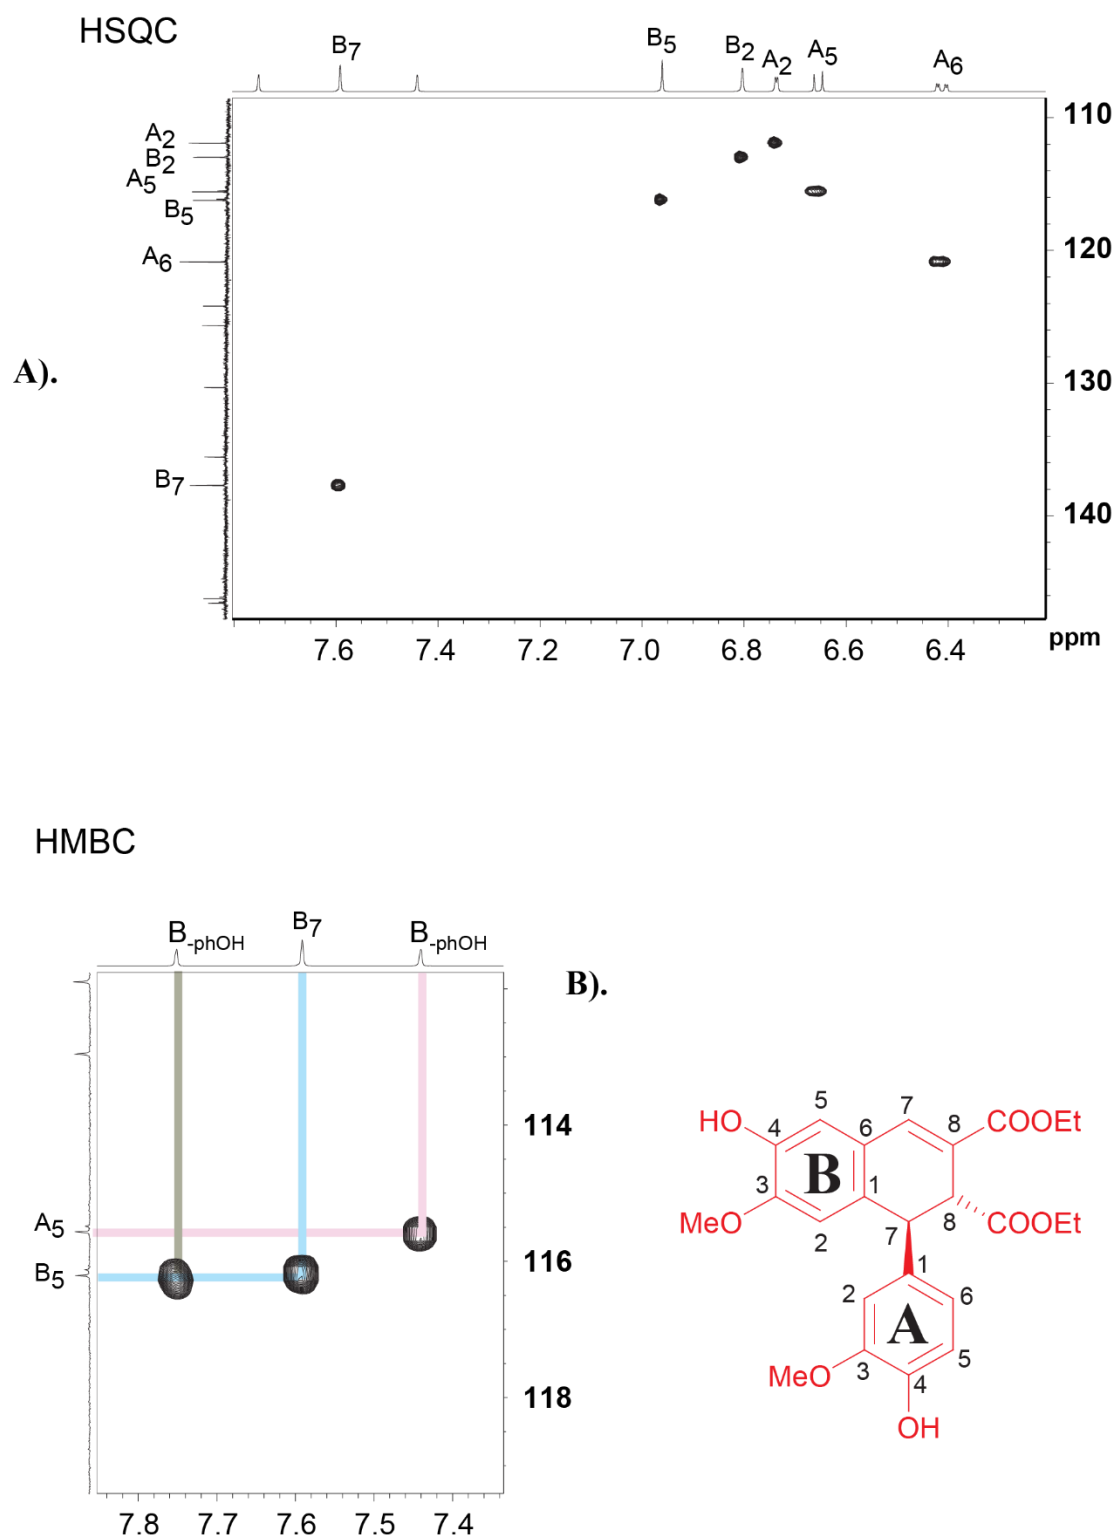 HSQC
B7
B5
B2
A2
A5
A6
110
A2
B2
A5
B5
120
A6
A).
130
B7
140
7.6 7.4 7.2 7.0 6.8 6.6 6.4 ppm
HMBC
B-phOH B7 B-phOH
B).
114
A5
116
B5
118
7.8 7.7 7.6 7.5 7.4
5 7
HO 4 6 8 COOEt
B
3 1
MeO 2 7 8 COOEt
1
2 6
A
MeO 3 5
4
OH